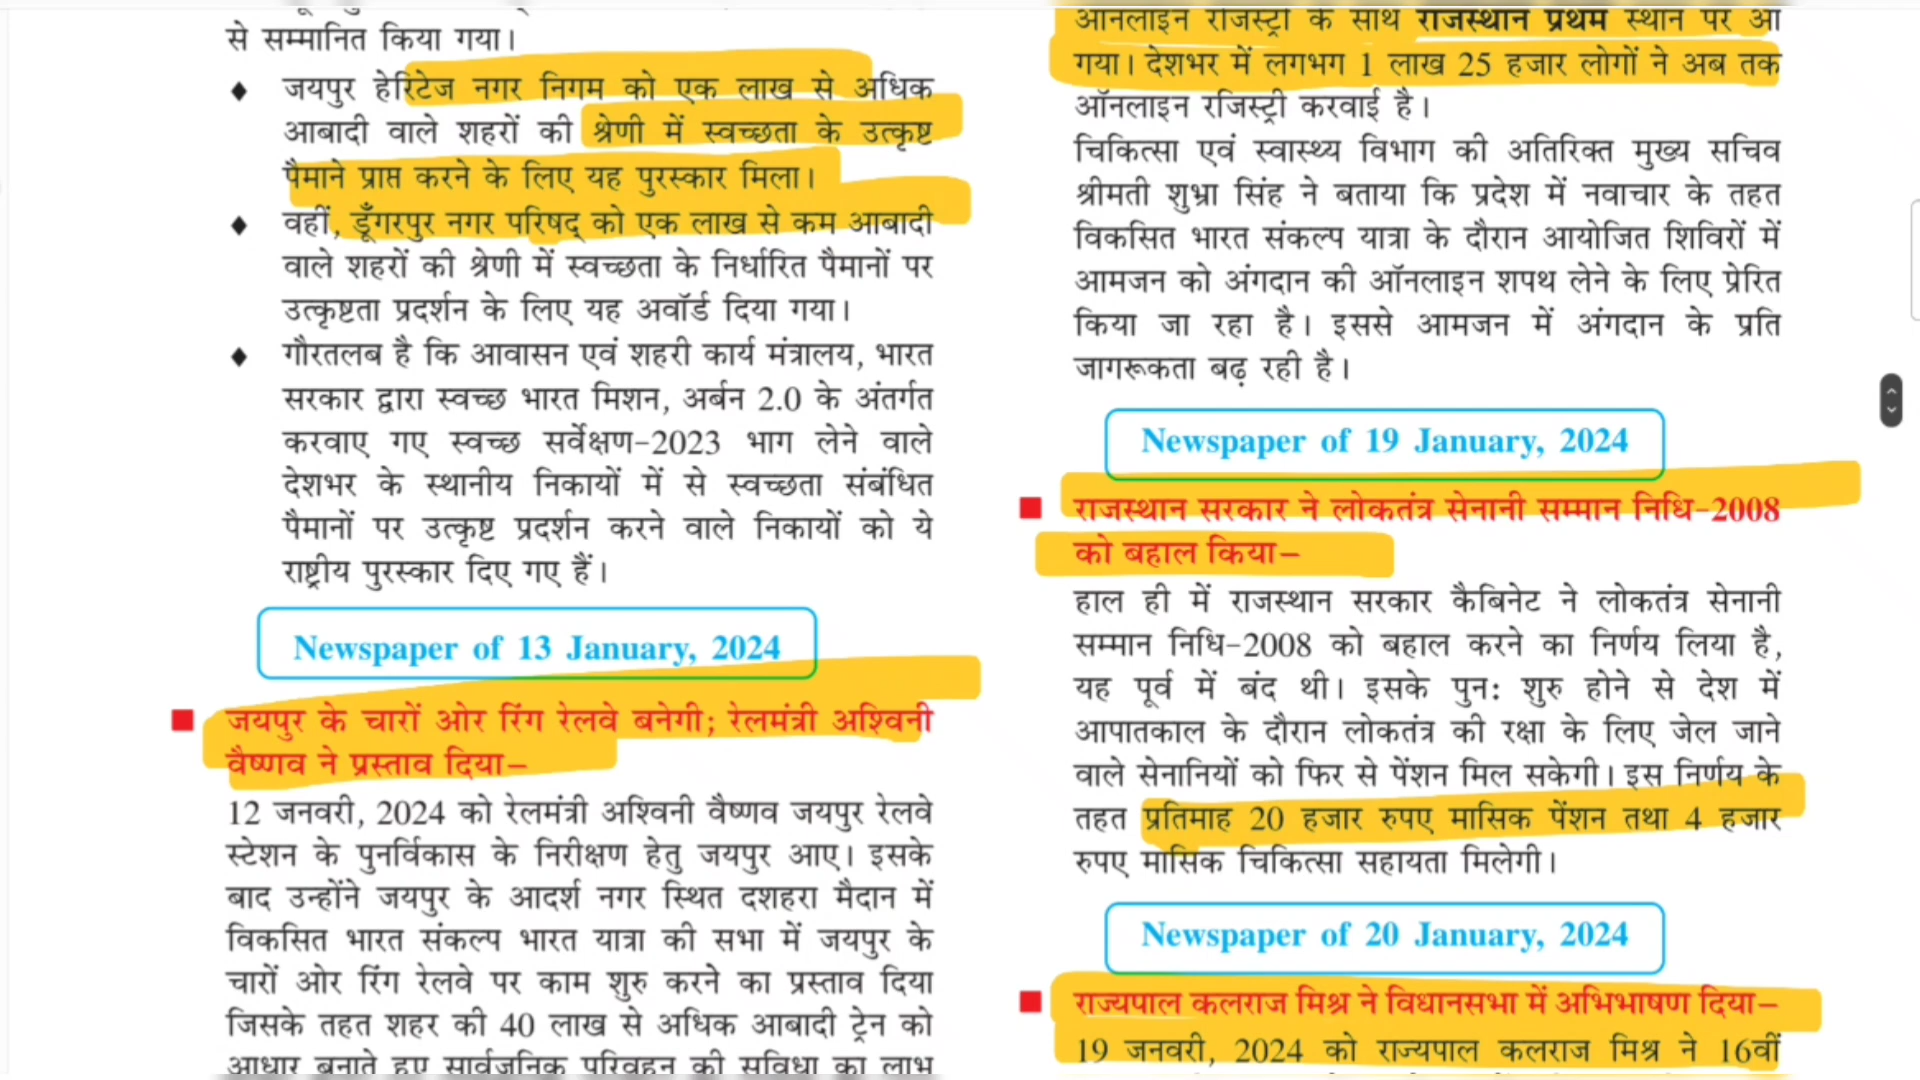 से सम्मानित किया गया।
♦ जयपुर हेरिटेज नगर निगम को एक लाख से अधिक
आबादी वाले शहरों की श्रेणी में स्वच्छता के उत्कृष्ट
पैमाने प्राप्त करने के लिए यह पुरस्कार मिला।
♦ वहीं, डूँगरपुर नगर परिषद् को एक लाख से कम आबादी
वाले शहरों की श्रेणी में स्वच्छता के निर्धारित पैमानों पर
उत्कृष्टता प्रदर्शन के लिए यह अवॉर्ड दिया गया।
♦ गौरतलब है कि आवासन एवं शहरी कार्य मंत्रालय, भारत
सरकार द्वारा स्वच्छ भारत मिशन, अर्बन 2.0 के अंतर्गत
करवाए गए स्वच्छ सर्वेक्षण-2023 भाग लेने वाले
देशभर के स्थानीय निकायों में से स्वच्छता संबंधित
पैमानों पर उत्कृष्ट प्रदर्शन करने वाले निकायों को ये
राष्ट्रीय पुरस्कार दिए गए हैं।
Newspaper of 13 January, 2024
■ जयपुर के चारों ओर रिंग रेलवे बनेगी; रेलमंत्री अश्विनी
वैष्णव ने प्रस्ताव दिया–
12 जनवरी, 2024 को रेलमंत्री अश्विनी वैष्णव जयपुर रेलवे
स्टेशन के पुनर्विकास के निरीक्षण हेतु जयपुर आए। इसके
बाद उन्होंने जयपुर के आदर्श नगर स्थित दशहरा मैदान में
विकसित भारत संकल्प भारत यात्रा की सभा में जयपुर के
चारों ओर रिंग रेलवे पर काम शुरु करने का प्रस्ताव दिया
जिसके तहत शहर की 40 लाख से अधिक आबादी ट्रेन को
आधार बनाते हुए सार्वजनिक परिवहन की सुविधा का लाभ
ऑनलाइन रजिस्ट्री के साथ राजस्थान प्रथम स्थान पर आ
गया। देशभर में लगभग 1 लाख 25 हजार लोगों ने अब तक
ऑनलाइन रजिस्ट्री करवाई है।
चिकित्सा एवं स्वास्थ्य विभाग की अतिरिक्त मुख्य सचिव
श्रीमती शुभ्रा सिंह ने बताया कि प्रदेश में नवाचार के तहत
विकसित भारत संकल्प यात्रा के दौरान आयोजित शिविरों में
आमजन को अंगदान की ऑनलाइन शपथ लेने के लिए प्रेरित
किया जा रहा है। इससे आमजन में अंगदान के प्रति
जागरूकता बढ़ रही है।
Newspaper of 19 January, 2024
■ राजस्थान सरकार ने लोकतंत्र सेनानी सम्मान निधि-2008
को बहाल किया–
हाल ही में राजस्थान सरकार कैबिनेट ने लोकतंत्र सेनानी
सम्मान निधि-2008 को बहाल करने का निर्णय लिया है,
यह पूर्व में बंद थी। इसके पुन: शुरु होने से देश में
आपातकाल के दौरान लोकतंत्र की रक्षा के लिए जेल जाने
वाले सेनानियों को फिर से पेंशन मिल सकेगी। इस निर्णय के
तहत प्रतिमाह 20 हजार रुपए मासिक पेंशन तथा 4 हजार
रुपए मासिक चिकित्सा सहायता मिलेगी।
Newspaper of 20 January, 2024
■ राज्यपाल कलराज मिश्र ने विधानसभा में अभिभाषण दिया–
19 जनवरी, 2024 को राज्यपाल कलराज मिश्र ने 16वीं